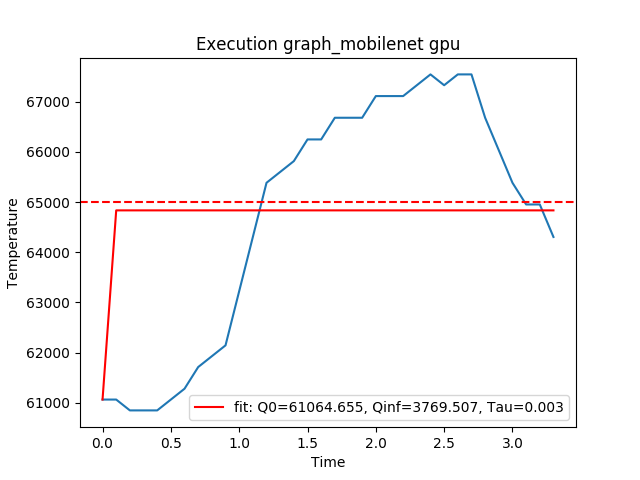 Execution graph_mobilenet gpu
Temperature
67000
66000
65000
64000
63000
62000
61000
fit: Q0=61064.655, Qinf=3769.507, Tau=0.003
0.0 0.5 1.0 1.5 2.0 2.5 3.0
Time